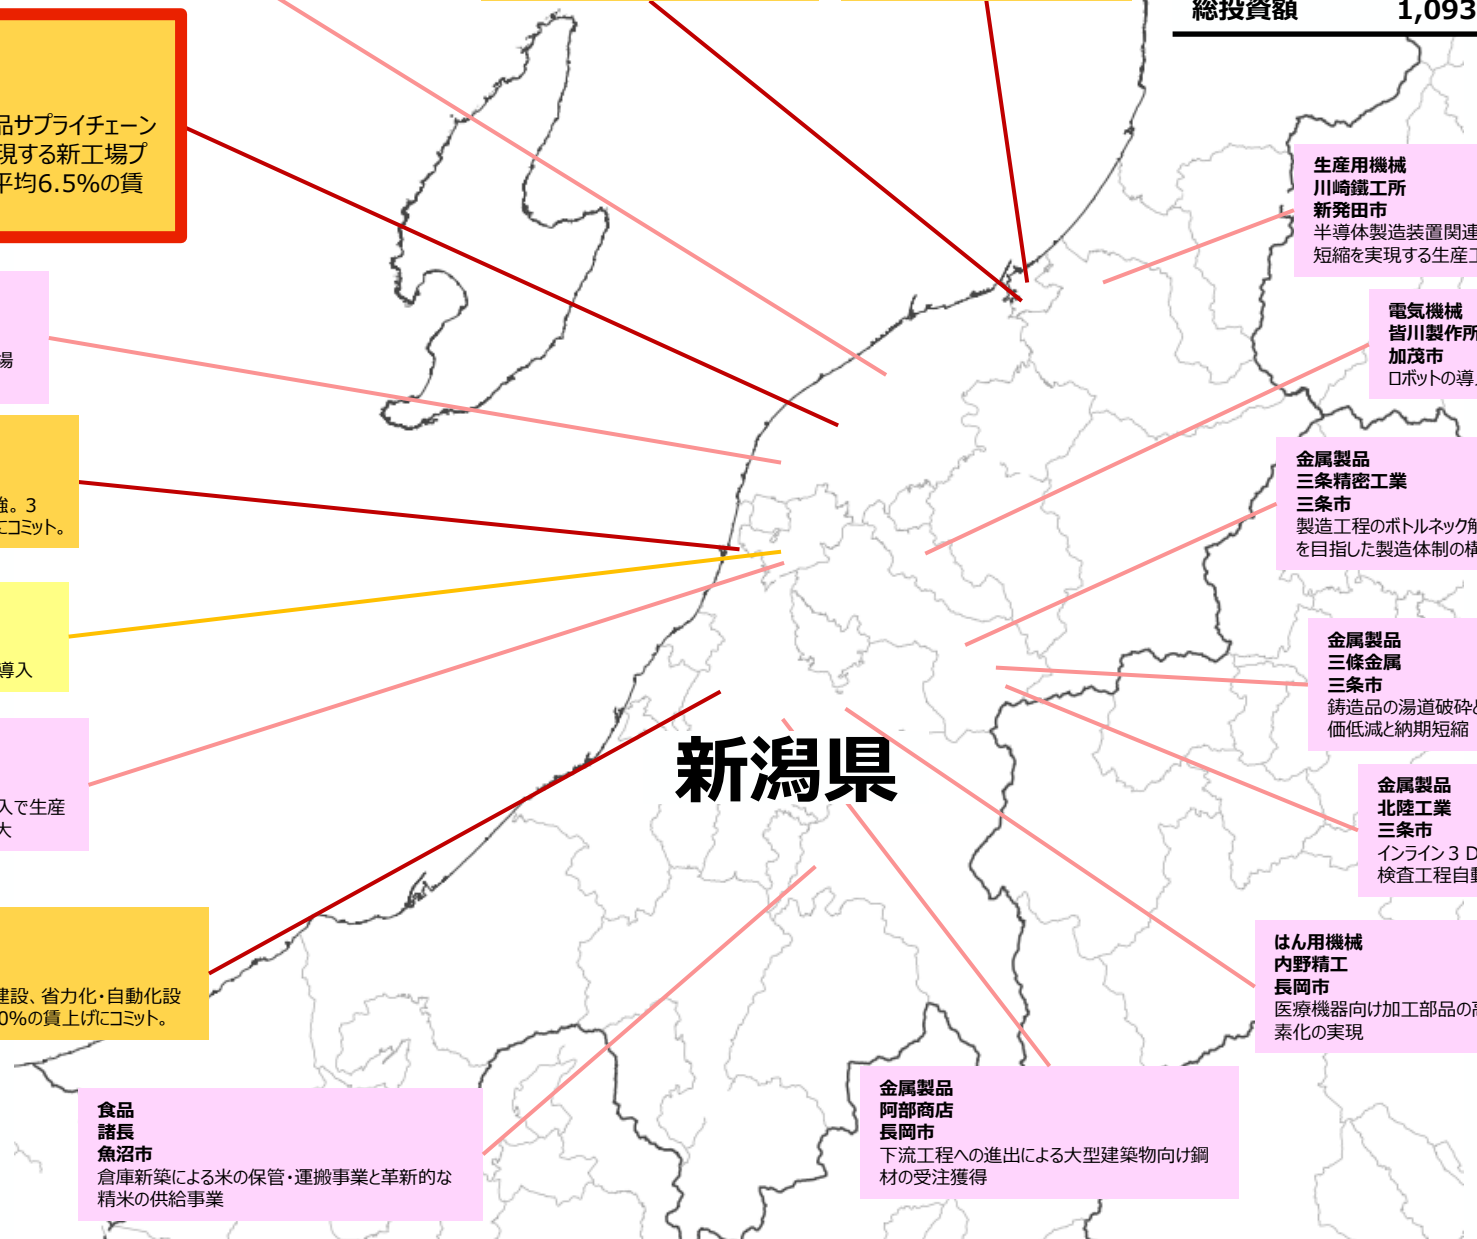 総投資額 1,093
品サプライチェーン
現する新工場プ
平均6.5%の賃
場
強。3
にコミット。
導入
入で生産
大
建設、省力化・自動化設
0%の賃上げにコミット。
新潟県
生産用機械
川崎鐵工所
新発田市
半導体製造装置関連
短縮を実現する生産工
電気機械
皆川製作所
加茂市
ロボットの導入
金属製品
三条精密工業
三条市
製造工程のボトルネック解
を目指した製造体制の構
金属製品
三條金属
三条市
鋳造品の湯道破砕と
価低減と納期短縮
金属製品
北陸工業
三条市
インライン3D
検査工程自動
はん用機械
内野精工
長岡市
医療機器向け加工部品の高
素化の実現
金属製品
阿部商店
長岡市
下流工程への進出による大型建築物向け鋼
材の受注獲得
食品
諸長
魚沼市
倉庫新築による米の保管・運搬事業と革新的な
精米の供給事業